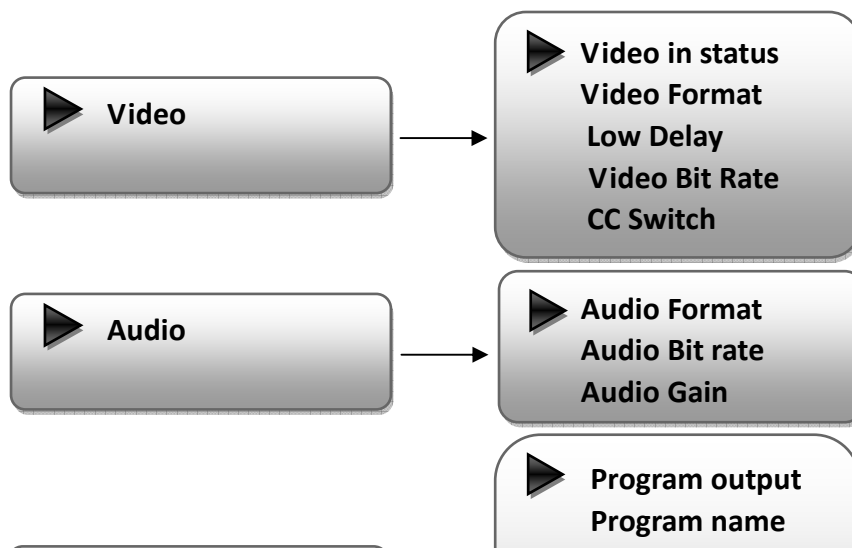 Video
Video in status
Video Format
Low Delay
Video Bit Rate
CC Switch
Audio
Audio Format
Audio Bit rate
Audio Gain
Program output
Program name